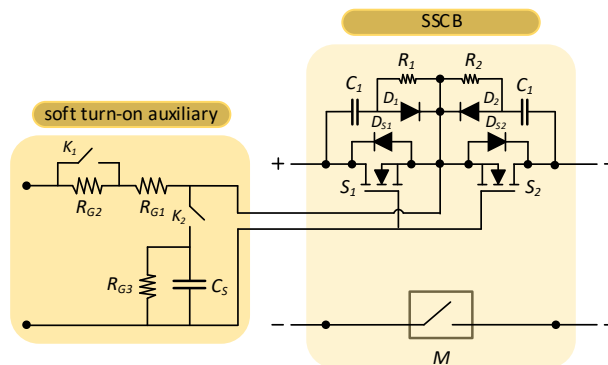 SSCB
R1 R2
C1 D1 D2 C1
soft turn-on auxiliary
DS1 DS2
K1
+ –
S1 S2
RG2 RG1
K2
RG3 CS
– –
M